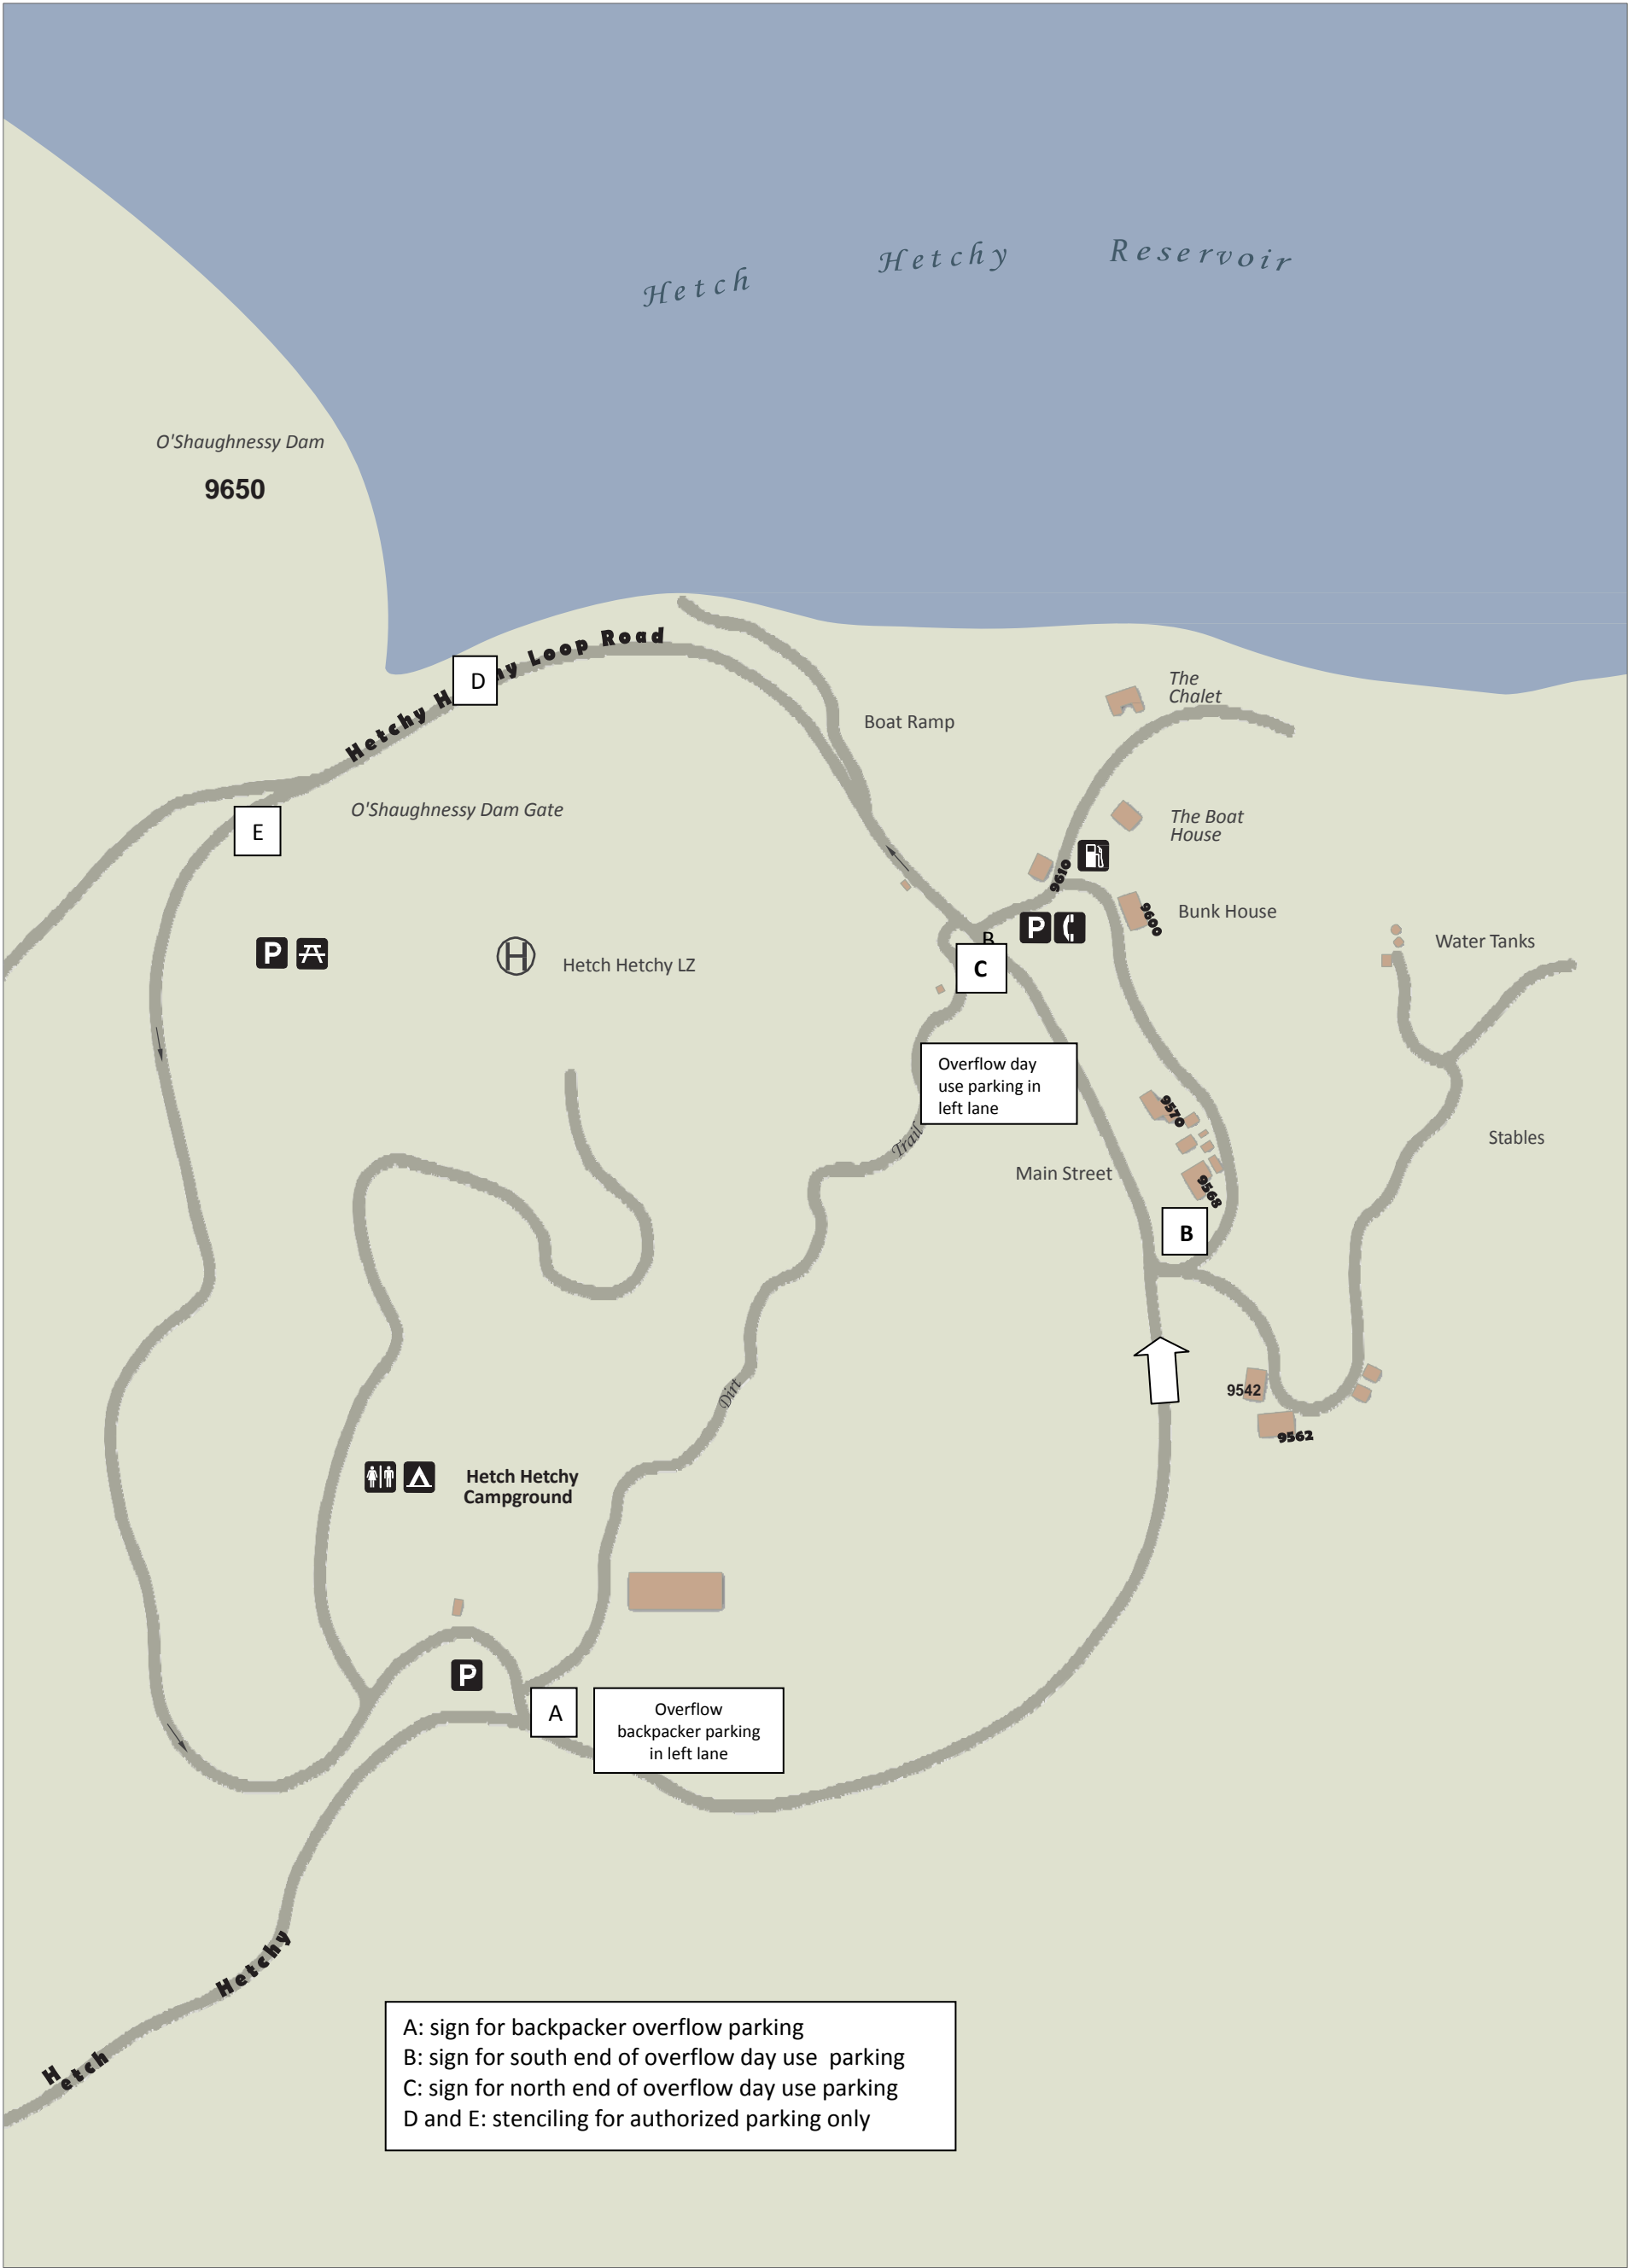 Hetch Hetchy Reservoir
O'Shaughnessy Dam
9650
Hetchy H
hy Loop Road
D
The
Chalet
Boat Ramp
E
O'Shaughnessy Dam Gate
The Boat
House
9610
9600
Bunk House
P
B
C
Water Tanks
P
H
Hetch Hetchy LZ
Overflow day
use parking in
left lane
Trail
9570
Stables
Main Street
9568
B
9542
9562
Dirt
Hetch Hetchy
Campground
P
A
Overflow
backpacker parking
in left lane
Hetch Hetchy
A: sign for backpacker overflow parking
B: sign for south end of overflow day use parking
C: sign for north end of overflow day use parking
D and E: stenciling for authorized parking only